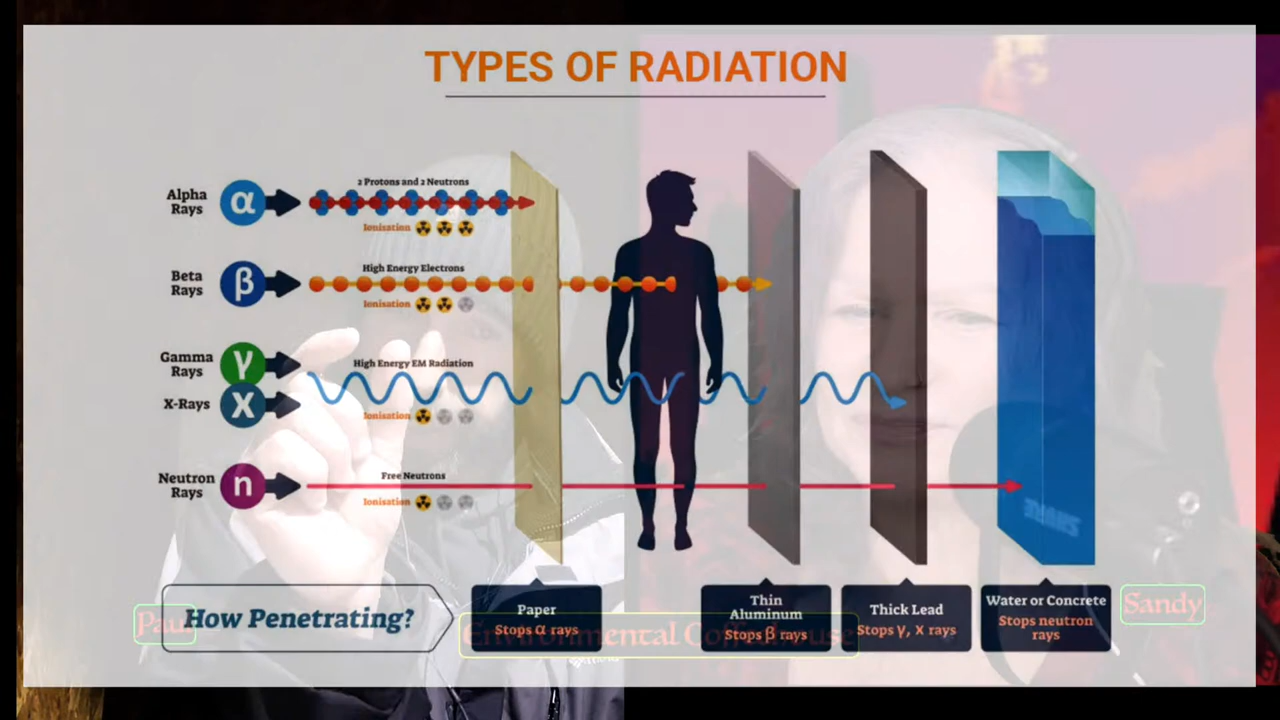 TYPES OF RADIATION
Alpha
Rays
α
2 Protons and 2 Neutrons
Ionisation
Beta
Rays
β
High Energy Electrons
Ionisation
Gamma
Rays
γ
X-Rays
X
High Energy EM Radiation
Ionisation
Neutron
Rays
n
Free Neutrons
Ionisation
How Penetrating?
Paper
Stops α rays
Thin
Aluminum
Stops β rays
Thick Lead
Stops γ, x rays
Water or Concrete
Stops neutron
rays
Paul
Environmental Coffeehouse
Sandy